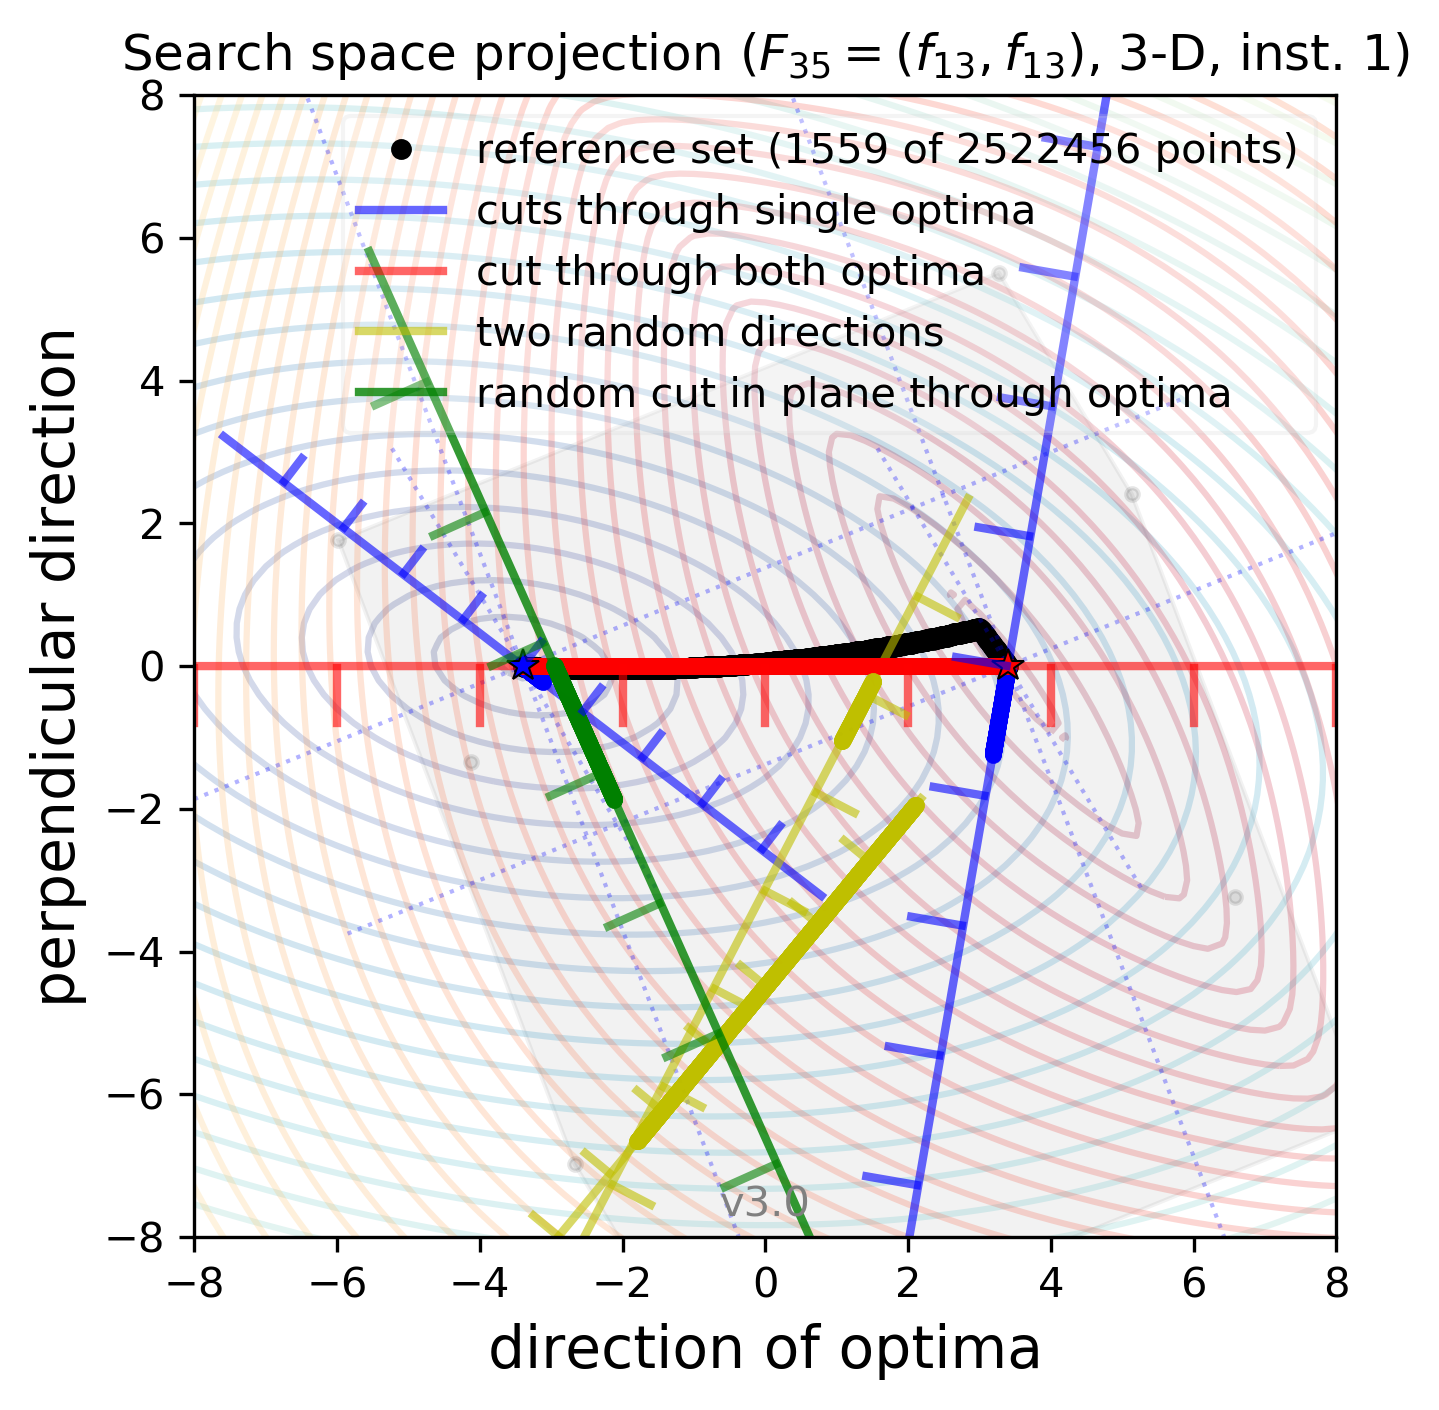 Search space projection (F₃₅ = (f₁₃, f₁₃), 3-D, inst. 1)
reference set (1559 of 2522456 points)
cuts through single optima
cut through both optima
two random directions
random cut in plane through optima
perpendicular direction
8
6
4
2
0
−2
−4
−6
−8
v3.0
−8 −6 −4 −2 0 2 4 6 8
direction of optima